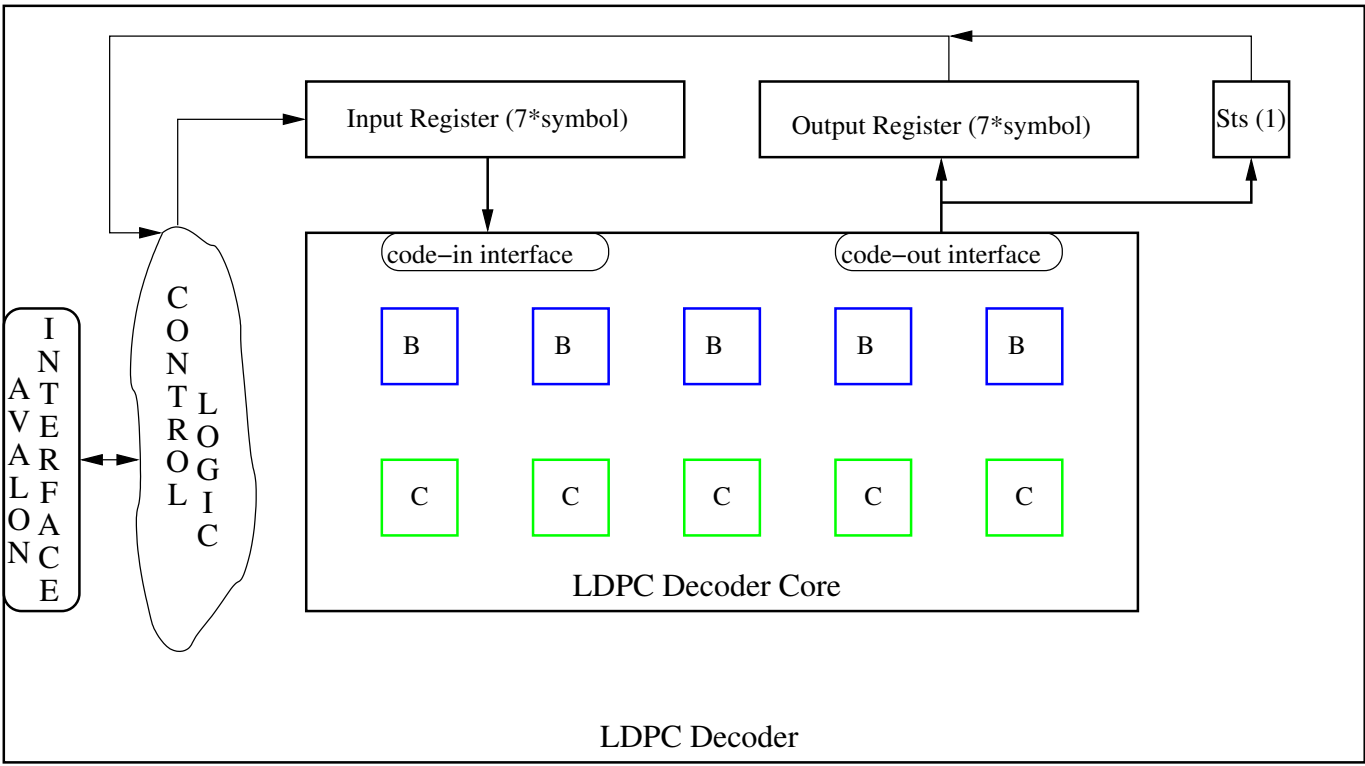 Input Register (7*symbol)
Output Register (7*symbol)
Sts (1)
code−in interface
code−out interface
CONTROL
LOGIC
AVALON
INTERFACE
B
B
B
B
B
C
C
C
C
C
LDPC Decoder Core
LDPC Decoder